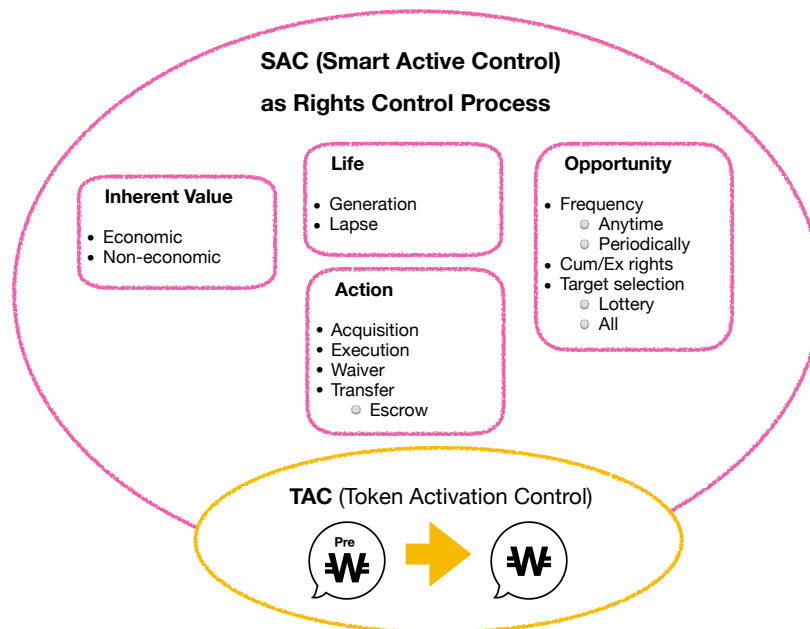 SAC (Smart Active Control)
as Rights Control Process
Inherent Value
• Economic
• Non-economic
Life
• Generation
• Lapse
Action
• Acquisition
• Execution
• Waiver
• Transfer
Escrow
Opportunity
• Frequency
Anytime
Periodically
• Cum/Ex rights
• Target selection
Lottery
All
TAC (Token Activation Control)
Pre
₩
₩